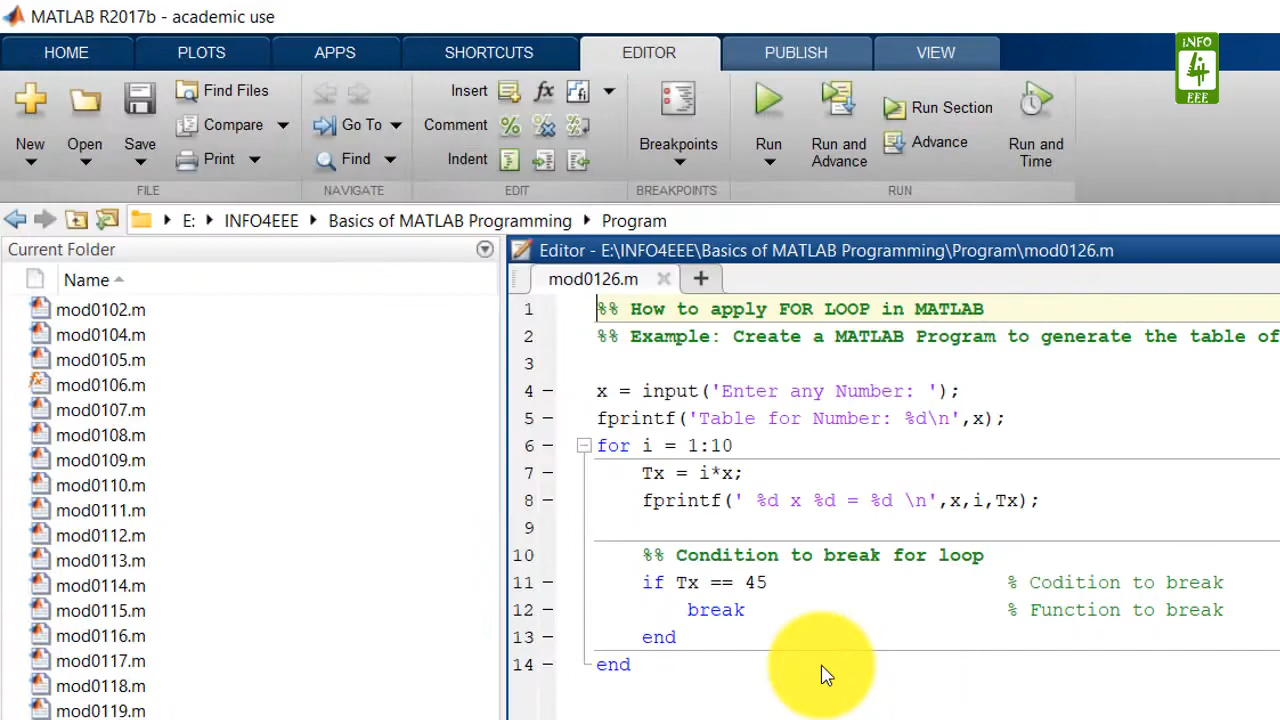 MATLAB R2017b - academic use
HOME PLOTS APPS SHORTCUTS EDITOR PUBLISH VIEW
INFO
4
EEE
New
Open
Save
Find Files
Compare
Print
FILE
Go To
Find
NAVIGATE
Insert fx
Comment % %
Indent
EDIT
Breakpoints
BREAKPOINTS
Run
Run and
Advance
Run Section
Advance
Run and
Time
RUN
E: INFO4EEE Basics of MATLAB Programming Program
Current Folder
Name
mod0102.m
mod0104.m
mod0105.m
mod0106.m
mod0107.m
mod0108.m
mod0109.m
mod0110.m
mod0111.m
mod0112.m
mod0113.m
mod0114.m
mod0115.m
mod0116.m
mod0117.m
mod0118.m
mod0119.m
Editor - E:\INFO4EEE\Basics of MATLAB Programming\Program\mod0126.m
mod0126.m
1 %% How to apply FOR LOOP in MATLAB
2 %% Example: Create a MATLAB Program to generate the table of
3
4 – x = input('Enter any Number: ');
5 – fprintf('Table for Number: %d\n',x);
6 – for i = 1:10
7 – Tx = i*x;
8 – fprintf(' %d x %d = %d \n',x,i,Tx);
9
10 %% Condition to break for loop
11 – if Tx == 45 % Codition to break
12 – break % Function to break
13 – end
14 – end